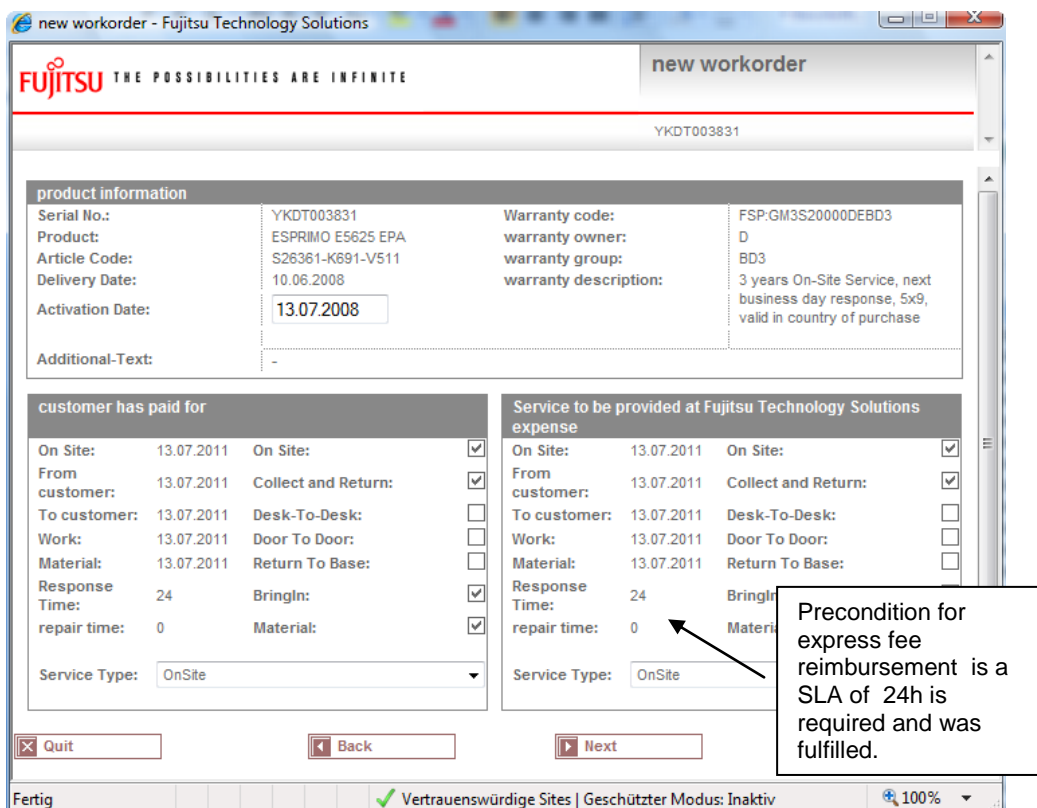 new workorder - Fujitsu Technology Solutions
FUJITSU THE POSSIBILITIES ARE INFINITE
new workorder
YKDT003831
product information
Serial No.: YKDT003831 Warranty code: FSP:GM3S20000DEBD3
Product: ESPRIMO E5625 EPA warranty owner: D
Article Code: S26361-K691-V511 warranty group: BD3
Delivery Date: 10.06.2008 warranty description: 3 years On-Site Service, next
business day response, 5x9,
Activation Date: 13.07.2008 valid in country of purchase
Additional-Text: -
customer has paid for
On Site: 13.07.2011 On Site:
From
customer: 13.07.2011 Collect and Return:
To customer: 13.07.2011 Desk-To-Desk:
Work: 13.07.2011 Door To Door:
Material: 13.07.2011 Return To Base:
Response
Time: 24 BringIn:
repair time: 0 Material:
Service Type: OnSite
Service to be provided at Fujitsu Technology Solutions
expense
On Site: 13.07.2011 On Site:
From
customer: 13.07.2011 Collect and Return:
To customer: 13.07.2011 Desk-To-Desk:
Work: 13.07.2011 Door To Door:
Material: 13.07.2011 Return To Base:
Response
Time: 24 BringIn
repair time: 0 Materia
Service Type: OnSite
Precondition for
express fee
reimbursement is a
SLA of 24h is
required and was
fulfilled.
Quit Back Next
Fertig Vertrauenswürdige Sites | Geschützter Modus: Inaktiv 100%